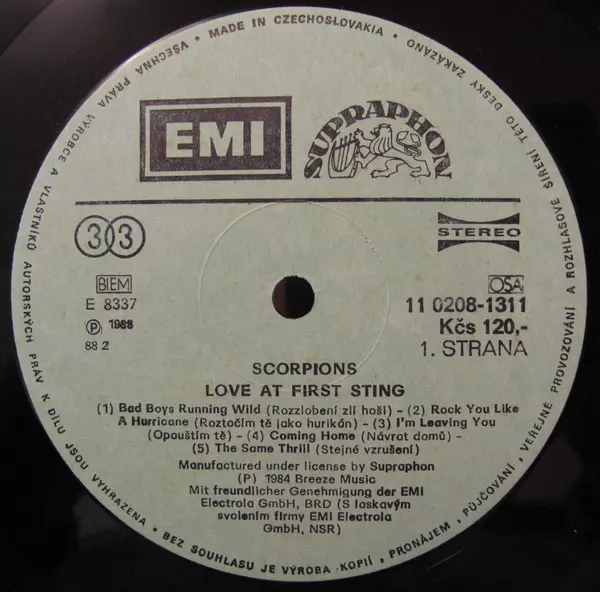 • MADE IN CZECHOSLOVAKIA •
VŠECHNA PRÁVA VÝROBCE A VLASTNÍKŮ AUTORSKÝCH PRÁV K DÍLU JSOU VYHRAZENA • BEZ SOUHLASU JE VÝROBA KOPIÍ, PRONÁJEM, PŮJČOVÁNÍ, VEŘEJNÉ PROVOZOVÁNÍ A ROZHLASOVÉ ŠÍŘENÍ TÉTO DESKY ZAKÁZÁNO
EMI
SUPRAPHON
33
STEREO
BIEM
OSA
E 8337
11 0208-1311
Ⓟ 1988
Kčs 120,-
88 2
1. STRANA
SCORPIONS
LOVE AT FIRST STING
(1) Bad Boys Running Wild (Rozzlobení zlí hoši) – (2) Rock You Like
A Hurricane (Roztočím tě jako hurikán) – (3) I'm Leaving You
(Opouštím tě) – (4) Coming Home (Návrat domů) –
(5) The Same Thrill (Stejné vzrušení)
Manufactured under license by Supraphon
(P) 1984 Breeze Music
Mit freundlicher Genehmigung der EMI
Electrola GmbH, BRD (S laskavým
svolením firmy EMI Electrola
GmbH, NSR)